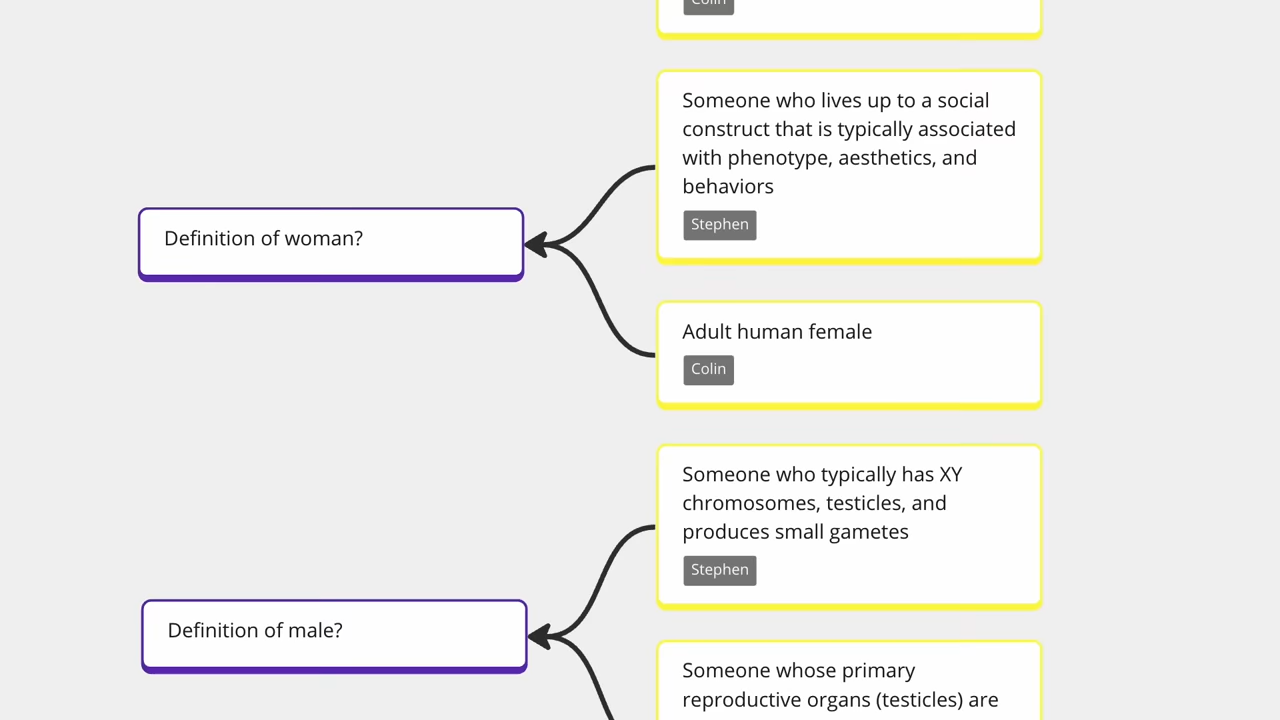 Colin
Someone who lives up to a social
construct that is typically associated
with phenotype, aesthetics, and
behaviors
Stephen
Definition of woman?
Adult human female
Colin
Someone who typically has XY
chromosomes, testicles, and
produces small gametes
Stephen
Definition of male?
Someone whose primary
reproductive organs (testicles) are